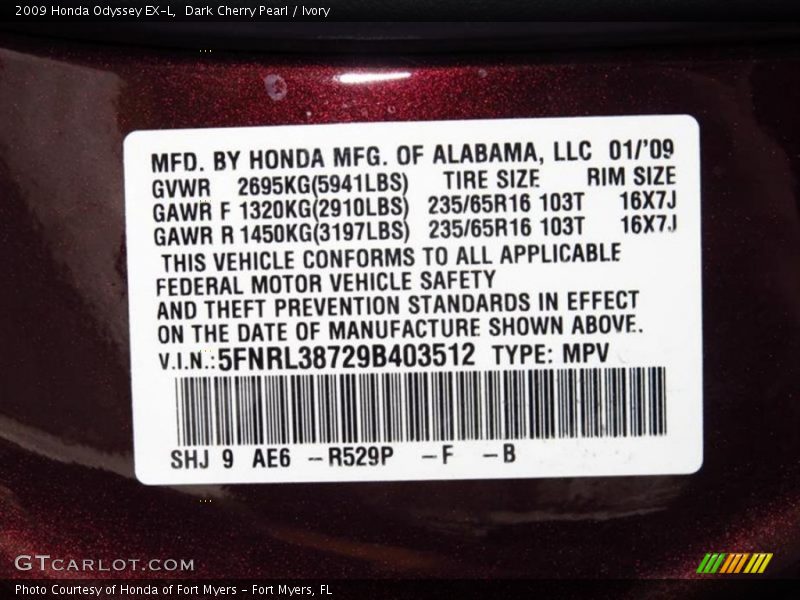 2009 Honda Odyssey EX-L,  Dark Cherry Pearl / Ivory
MFD. BY HONDA MFG. OF ALABAMA, LLC 01/'09
GVWR 2695KG(5941LBS) TIRE SIZE RIM SIZE
GAWR F 1320KG(2910LBS) 235/65R16 103T 16X7J
GAWR R 1450KG(3197LBS) 235/65R16 103T 16X7J
THIS VEHICLE CONFORMS TO ALL APPLICABLE
FEDERAL MOTOR VEHICLE SAFETY
AND THEFT PREVENTION STANDARDS IN EFFECT
ON THE DATE OF MANUFACTURE SHOWN ABOVE.
V.I.N.: 5FNRL38729B403512 TYPE: MPV
SHJ 9 AE6 -R529P -F -B
GTCARLOT.COM
Photo Courtesy of Honda of Fort Myers - Fort Myers, FL